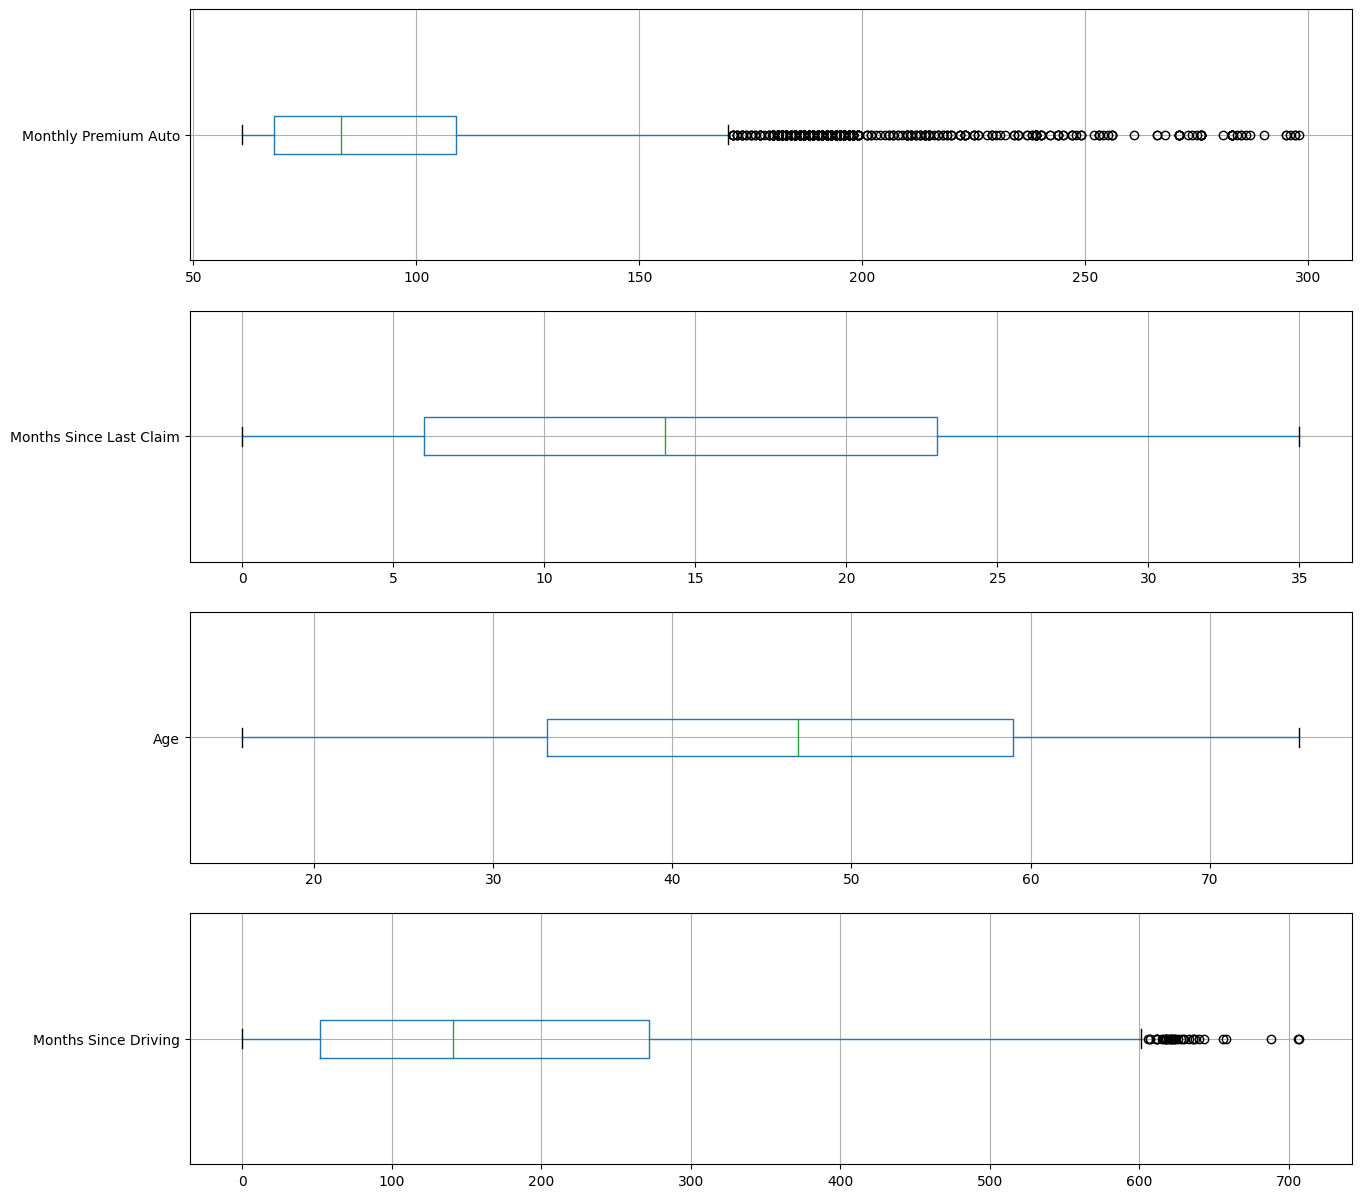 Monthly Premium Auto
50 100 150 200 250 300
Months Since Last Claim
0 5 10 15 20 25 30 35
Age
20 30 40 50 60 70
Months Since Driving
0 100 200 300 400 500 600 700